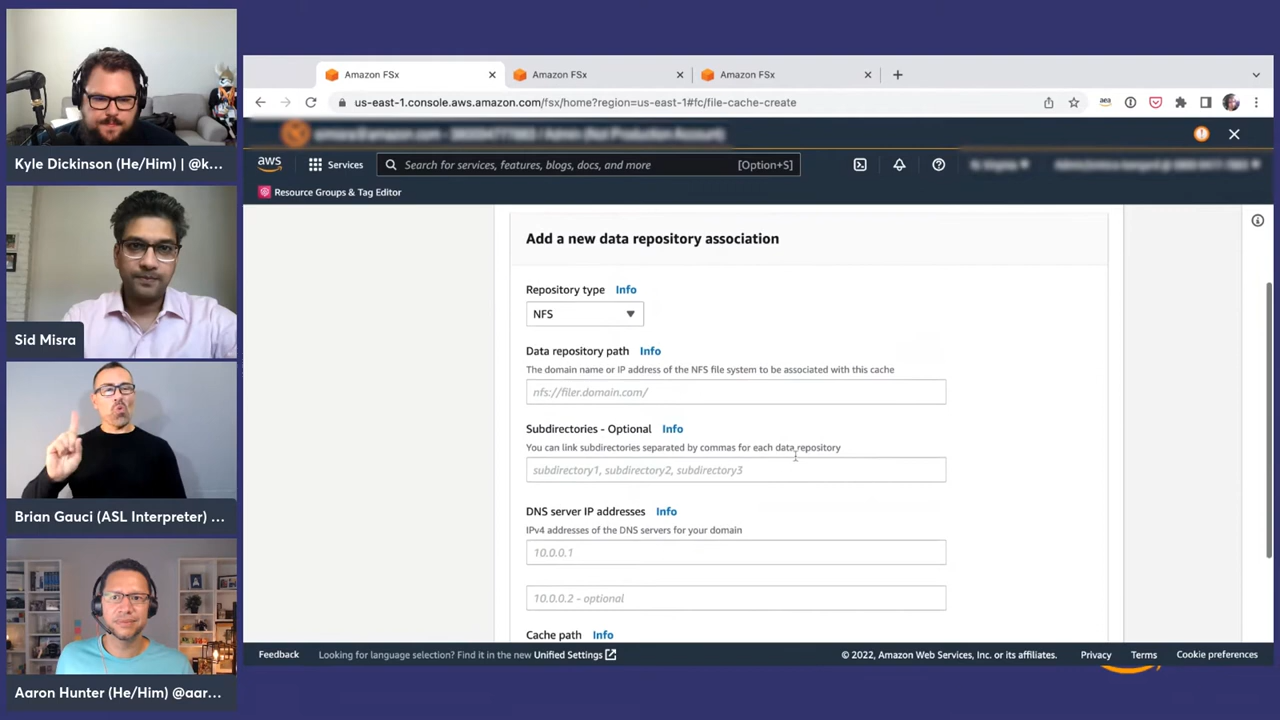 Kyle Dickinson (He/Him) | @k...
Sid Misra
Brian Gauci (ASL Interpreter) ...
Aaron Hunter (He/Him) @aar...
Amazon FSx
Amazon FSx
Amazon FSx
us-east-1.console.aws.amazon.com/fsx/home?region=us-east-1#fc/file-cache-create
aws
Services
Search for services, features, blogs, docs, and more
[Option+S]
Resource Groups & Tag Editor
Add a new data repository association
Repository type Info
NFS
Data repository path Info
The domain name or IP address of the NFS file system to be associated with this cache
nfs://filer.domain.com/
Subdirectories - Optional Info
You can link subdirectories separated by commas for each data repository
subdirectory1, subdirectory2, subdirectory3
DNS server IP addresses Info
IPv4 addresses of the DNS servers for your domain
10.0.0.1
10.0.0.2 - optional
Cache path Info
Feedback
Looking for language selection? Find it in the new Unified Settings
© 2022, Amazon Web Services, Inc. or its affiliates.
Privacy
Terms
Cookie preferences